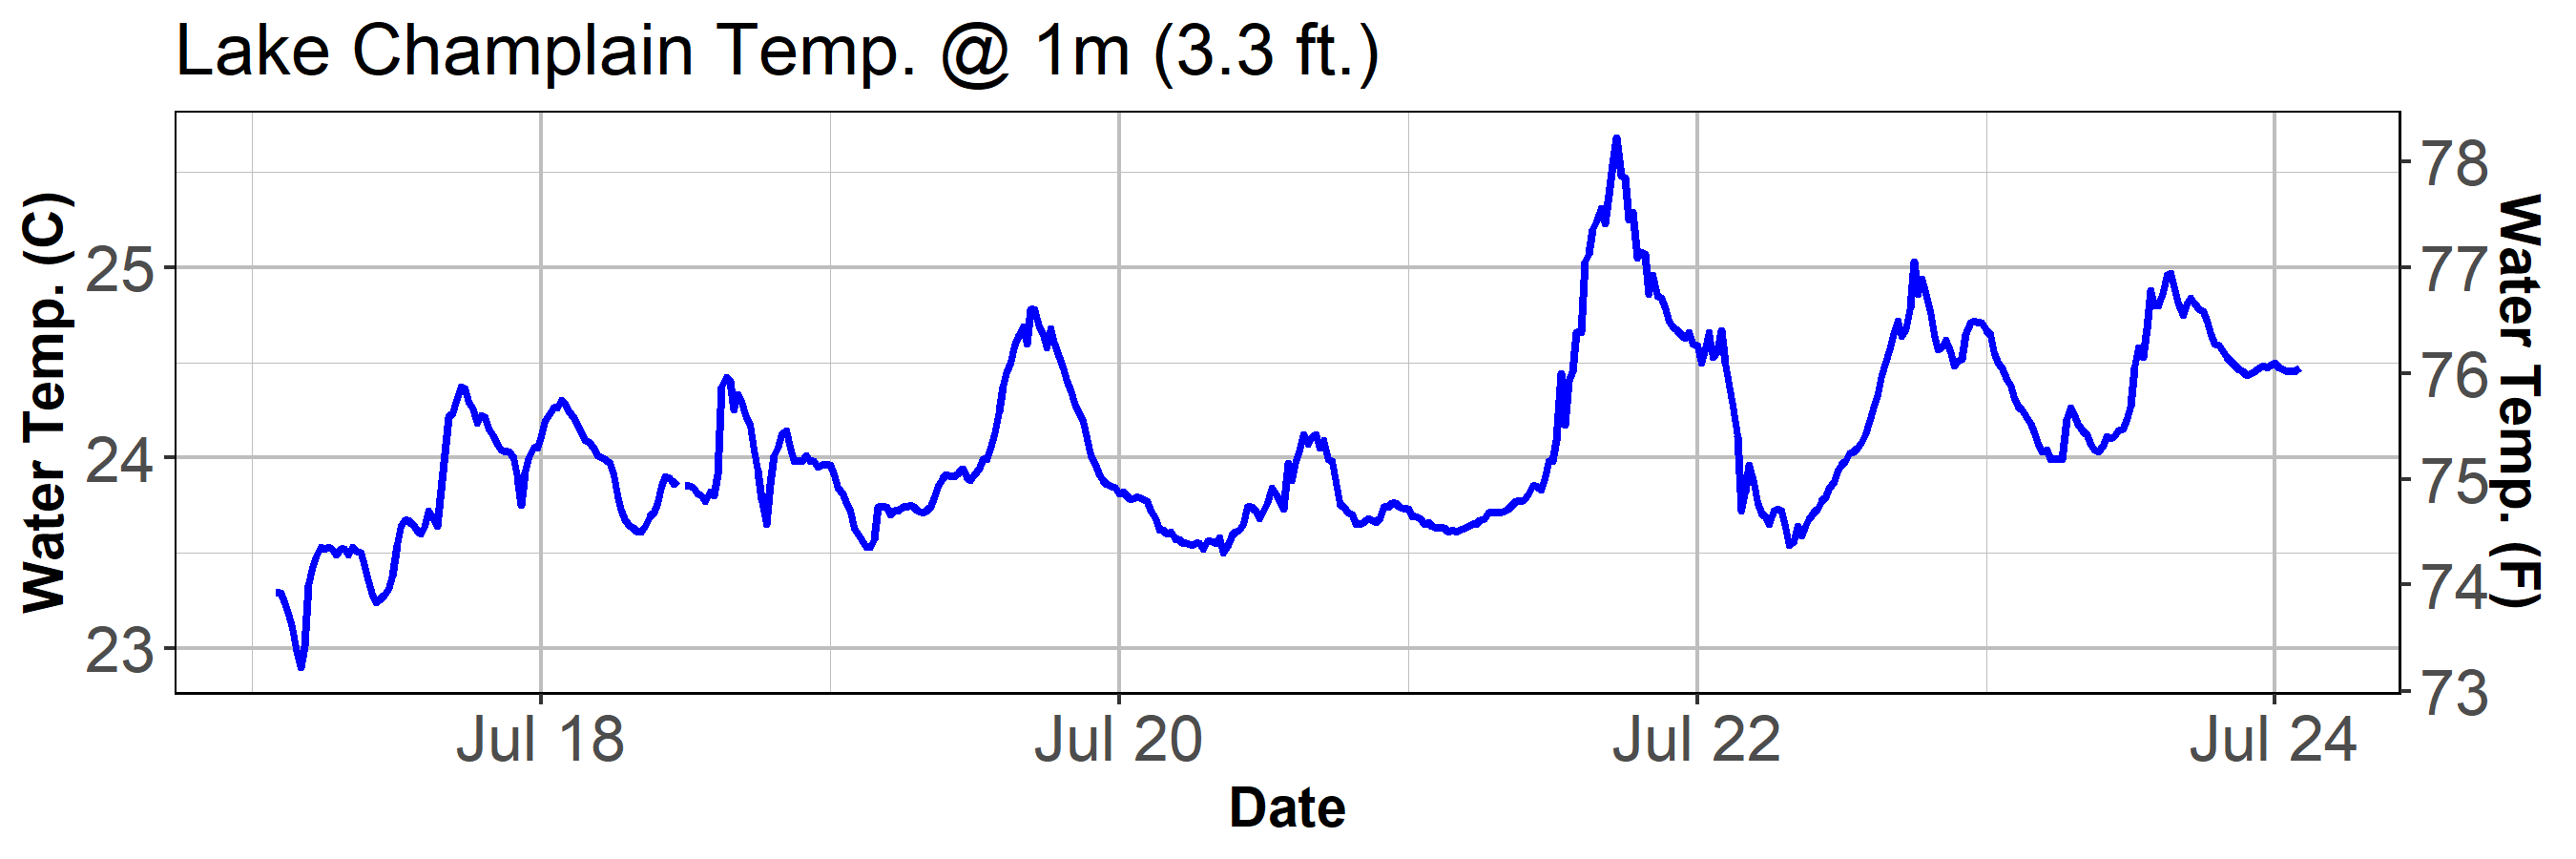 Lake Champlain Temp. @ 1m (3.3 ft.)
Water Temp. (C)
25
24
23
78
77
76
75
74
73
Water Temp. (F)
Jul 18 Jul 20 Jul 22 Jul 24
Date